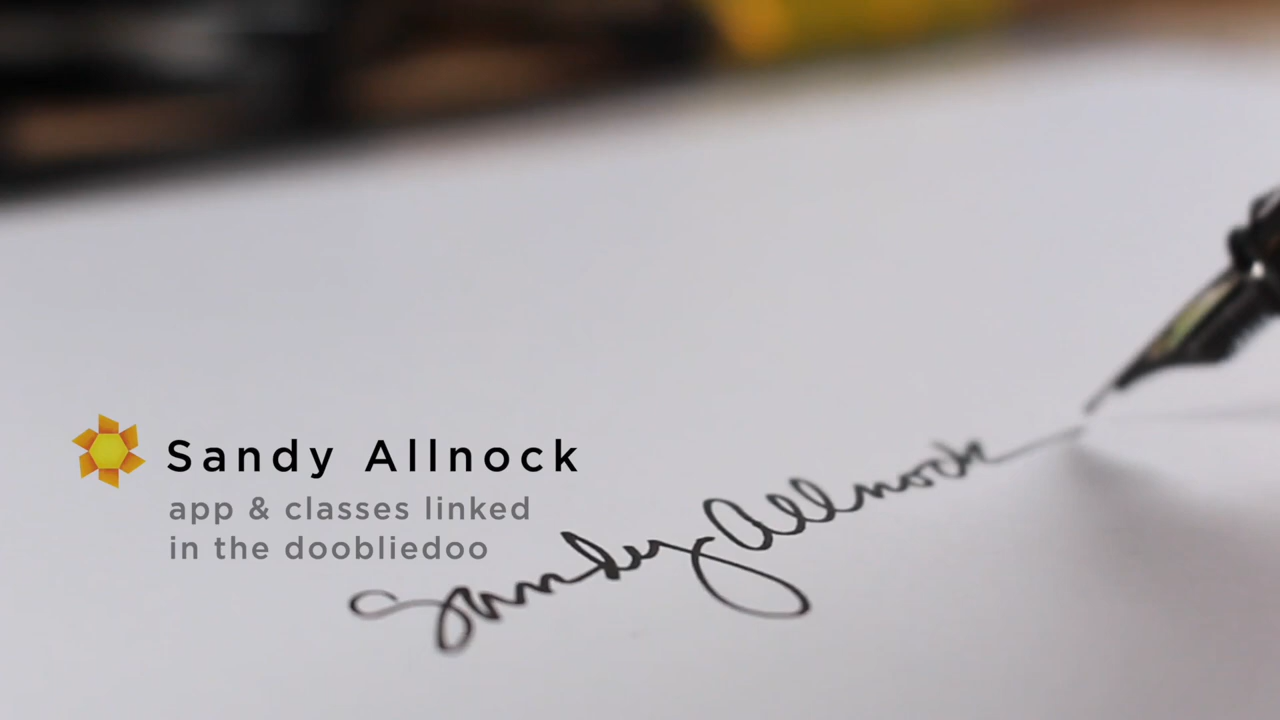 Sandy Allnock
app & classes linked
in the doobliedoo
Sandy Allnock